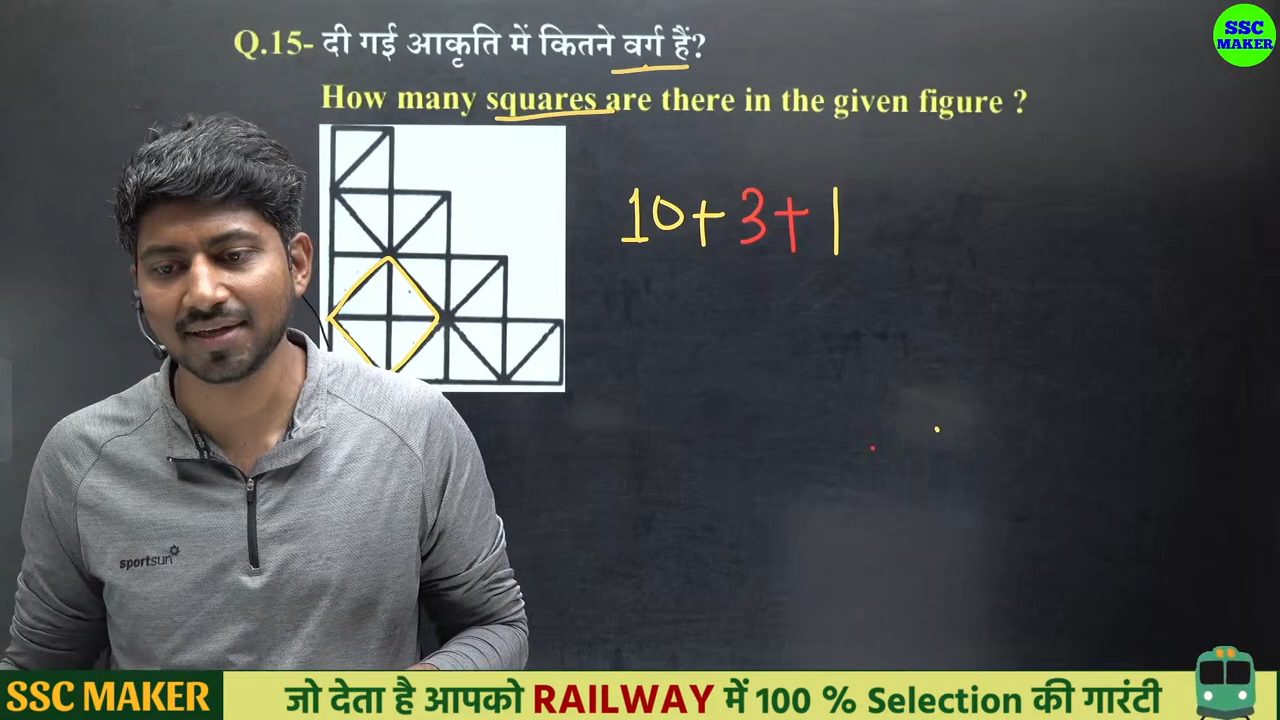 Q.15- दी गई आकृति में कितने वर्ग हैं?
How many squares are there in the given figure ?
SSC
MAKER
10+3+1
sportsun
SSC MAKER
जो देता है आपको RAILWAY में 100 % Selection की गारंटी